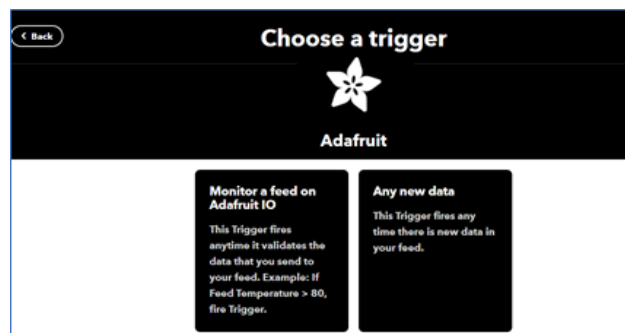 Back
Choose a trigger
Adafruit
Monitor a feed on
Adafruit IO
This Trigger fires
anytime it validates the
data that you send to
your feed. Example: If
Feed Temperature > 80,
fire Trigger.
Any new data
This Trigger fires any
time there is new data in
your feed.